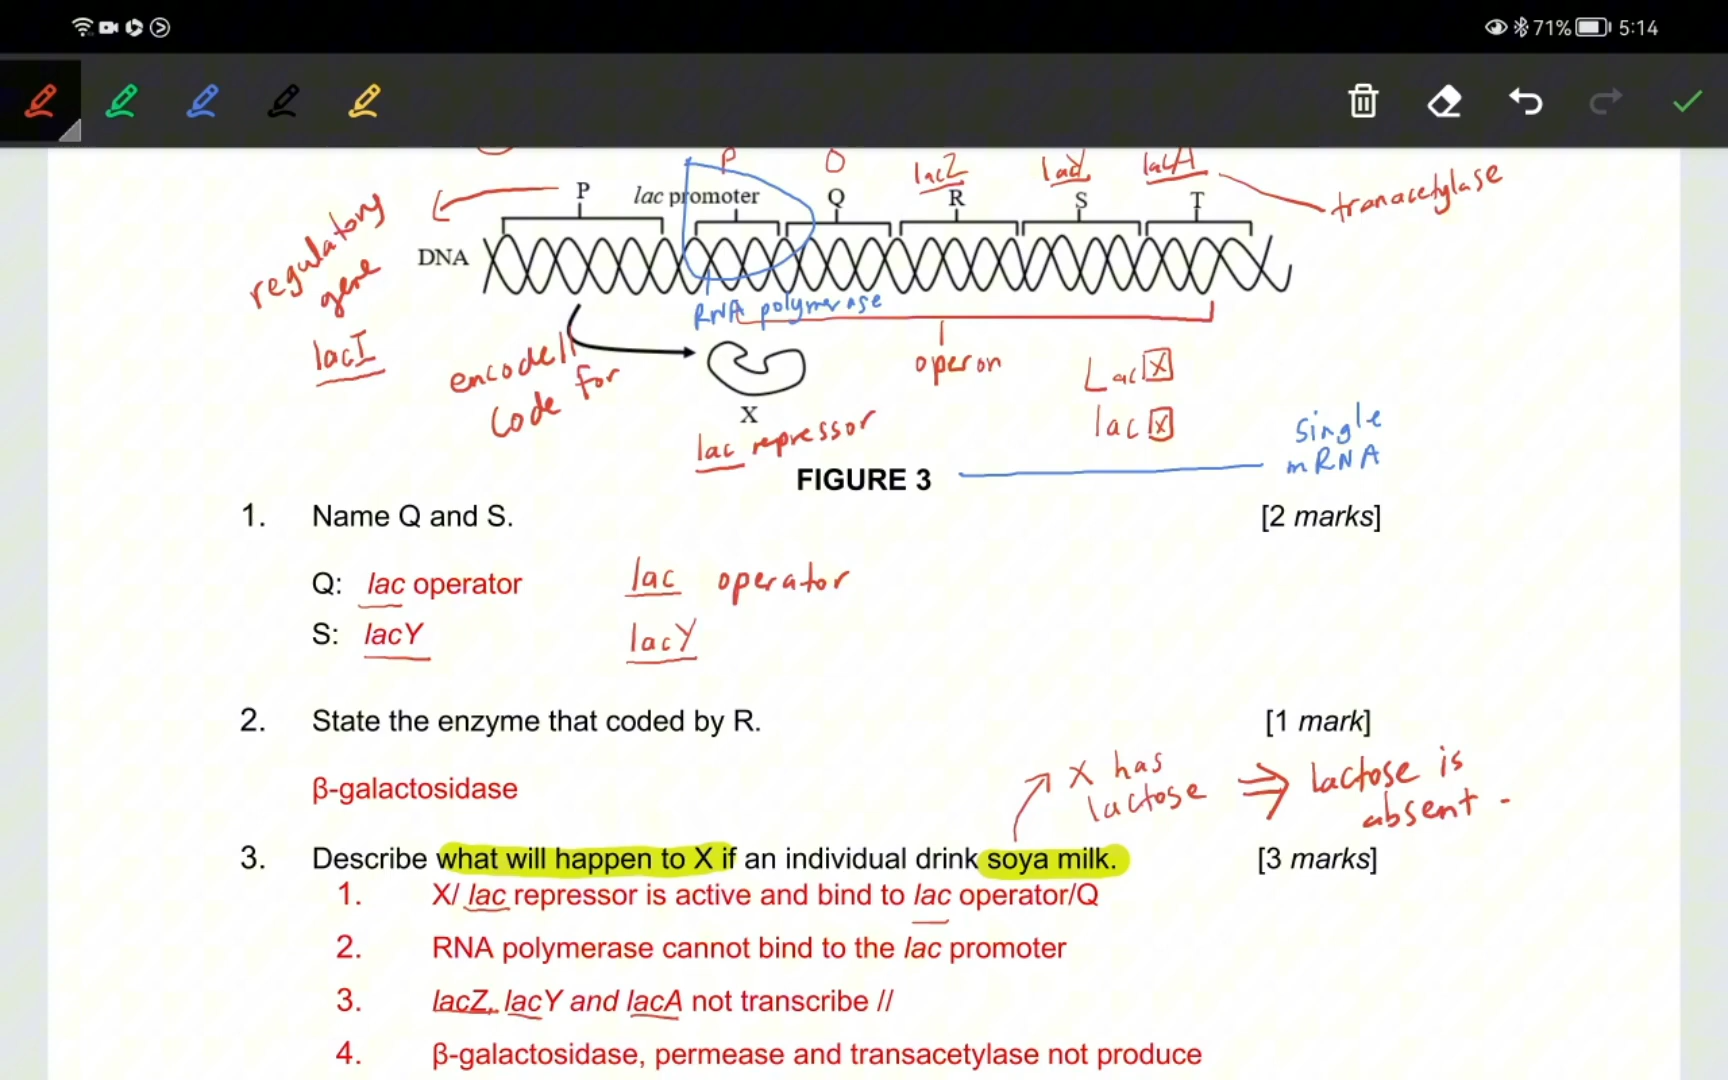 71% 5:14
P O lacZ lacY lacA
P lac promoter Q R S T tranacetylase
regulatory gene
DNA
RNA polymerase
lacI
encode// code for
operon
Lac X
X
lac X
lac repressor
single mRNA
FIGURE 3
1. Name Q and S. [2 marks]
Q: lac operator lac operator
S: lacY lacY
2. State the enzyme that coded by R. [1 mark]
X has lactose ⇒ lactose is absent.
β-galactosidase
3. Describe what will happen to X if an individual drink soya milk. [3 marks]
1. X/ lac repressor is active and bind to lac operator/Q
2. RNA polymerase cannot bind to the lac promoter
3. lacZ, lacY and lacA not transcribe //
4. β-galactosidase, permease and transacetylase not produce